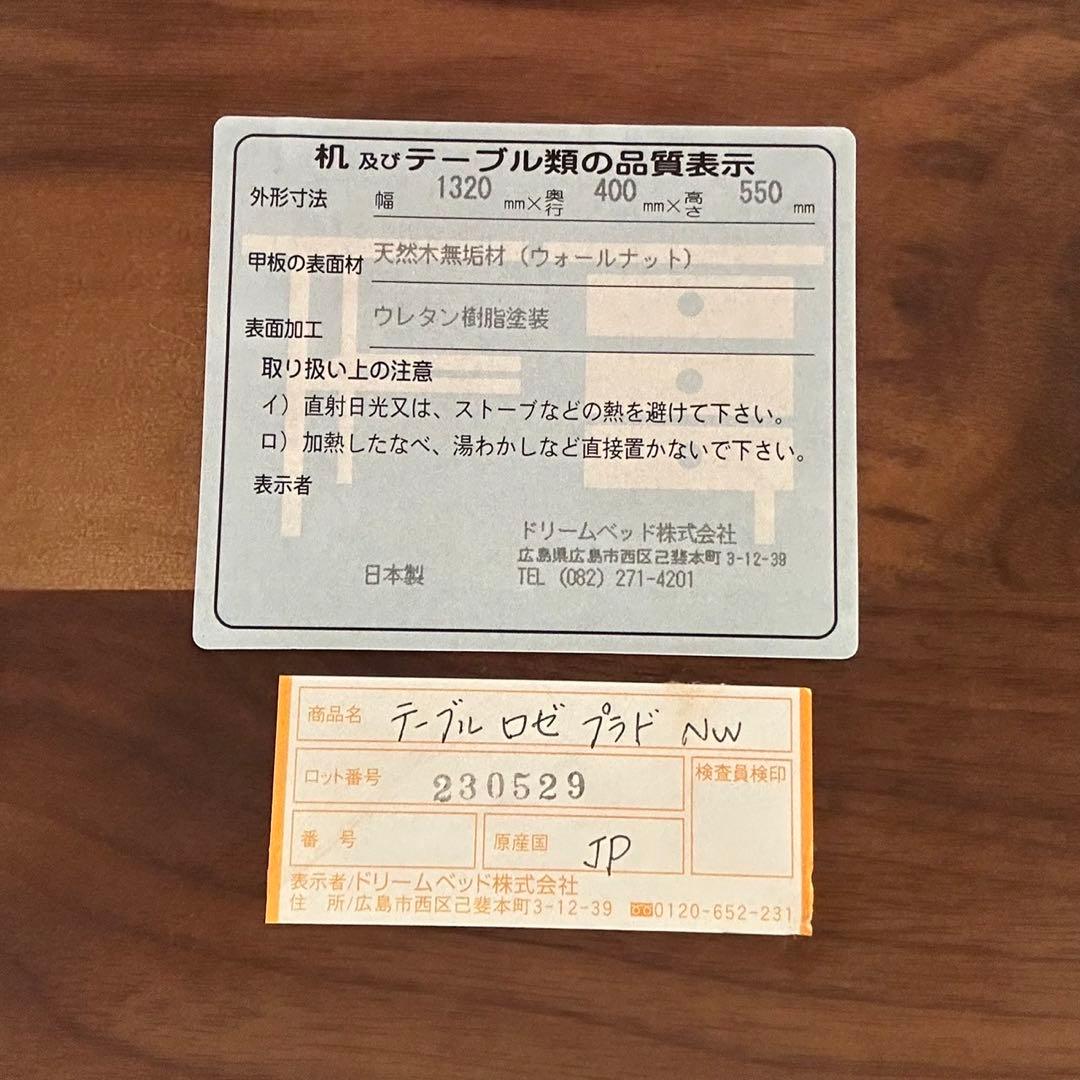 机及びテーブル類の品質表示
外形寸法 幅 1320 mm×奥行 400 mm×高さ 550 mm
甲板の表面材 天然木無垢材（ウォールナット）
表面加工 ウレタン樹脂塗装
取り扱い上の注意
イ）直射日光又は、ストーブなどの熱を避けて下さい。
ロ）加熱したなべ、湯わかしなど直接置かないで下さい。
表示者
ドリームベッド株式会社
広島県広島市西区己斐本町 3-12-39
日本製 TEL（082）271-4201
商品名 テーブル ロゼ プラド NW
ロット番号 230529 検査員検印
番号 原産国 JP
表示者/ドリームベッド株式会社
住 所/広島市西区己斐本町3-12-39 0120-652-231